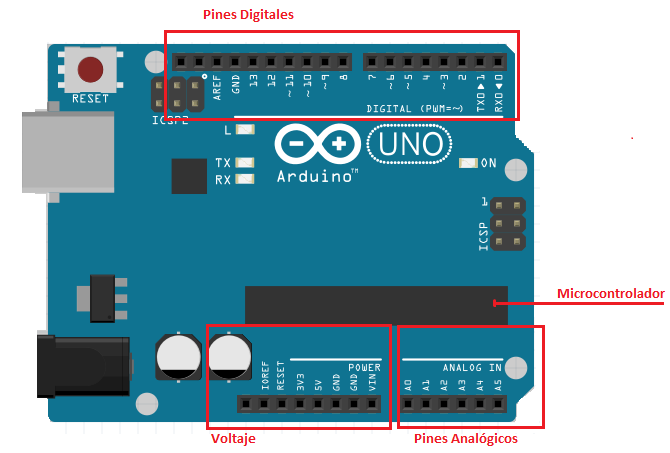 Pines Digitales
RESET
ICSP2
AREF
GND
13
12
~11
~10
~9
8
7
~6
~5
4
~3
2
TX0▶1
RX0◀0
DIGITAL (PWM=~)
L
TX
RX
Arduino™
UNO
ON
1
ICSP
Microcontrolador
POWER
IOREF
RESET
3V3
5V
GND
GND
VIN
ANALOG IN
A0
A1
A2
A3
A4
A5
Voltaje
Pines Analógicos